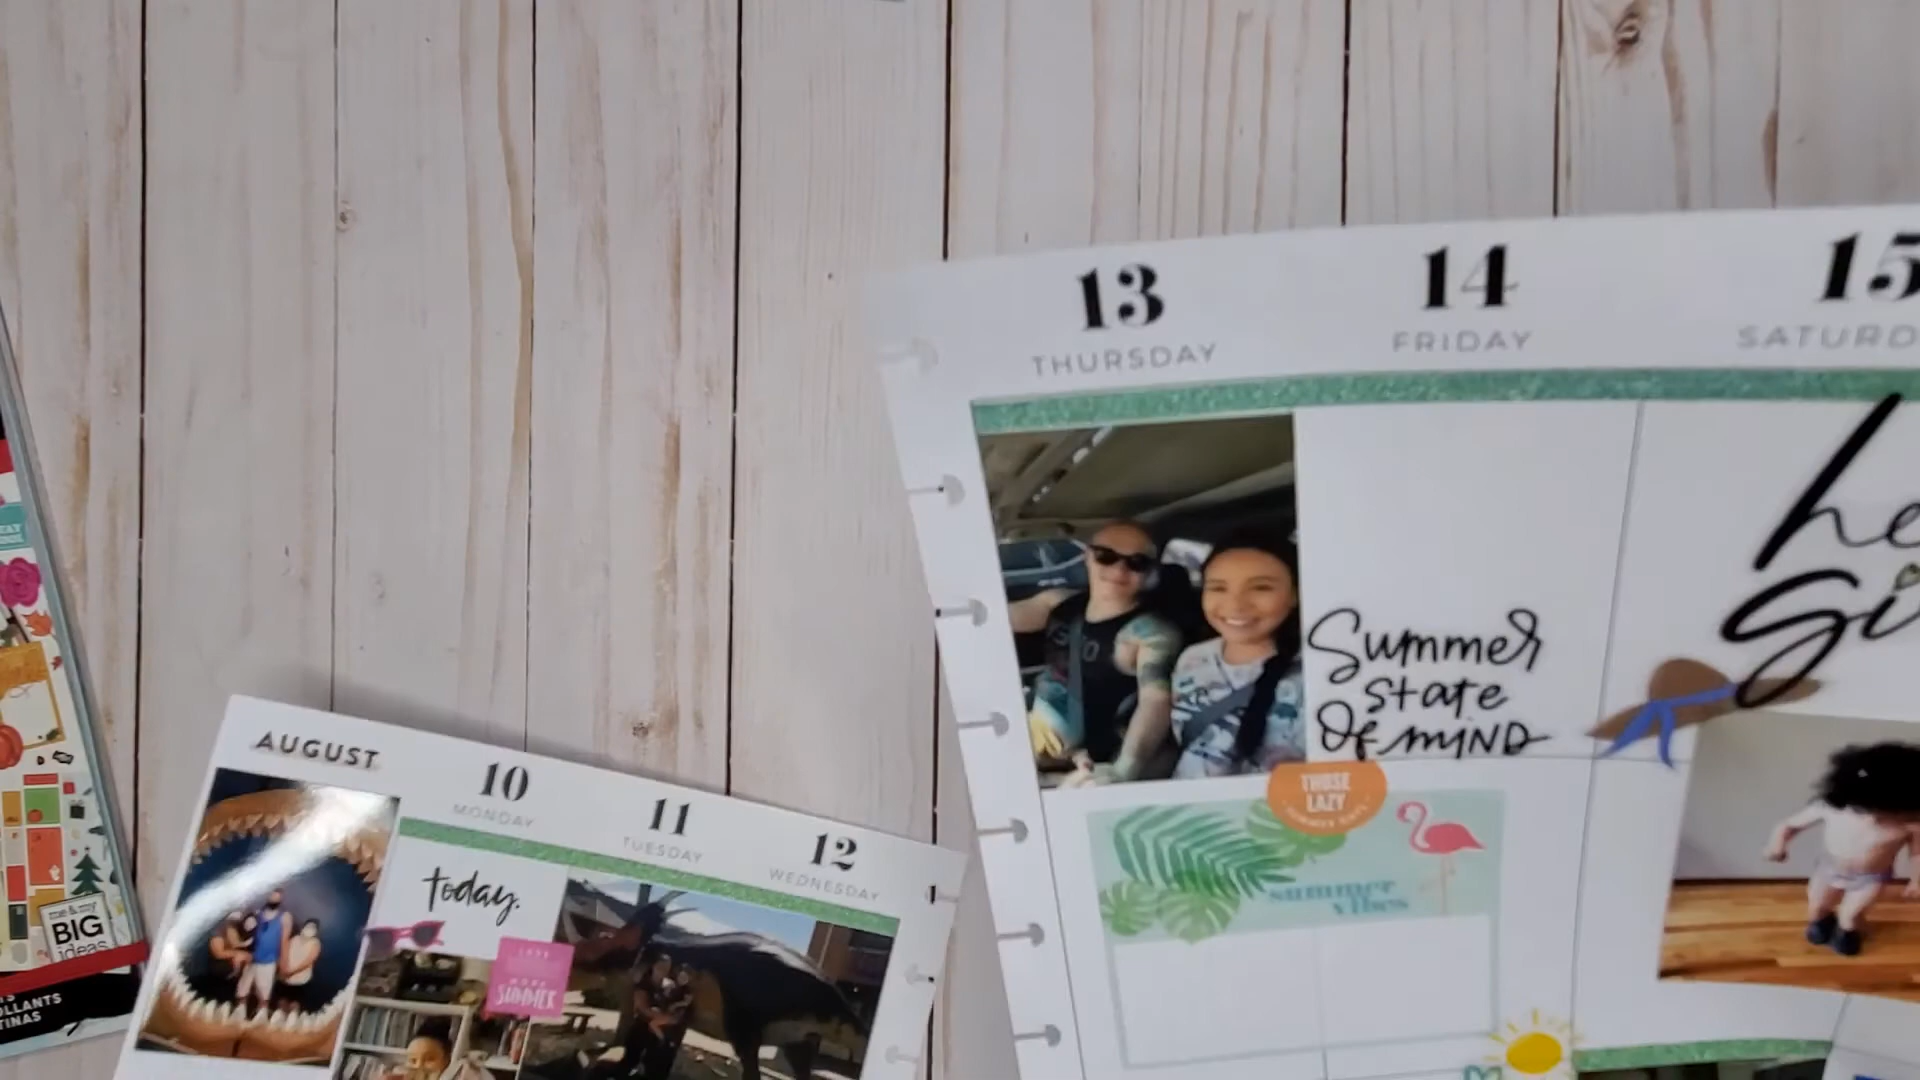 13
THURSDAY
14
FRIDAY
15
Summer
state
OF MIND
THOSE
LAZY
summer
vibes
AUGUST
10
MONDAY
11
TUESDAY
12
WEDNESDAY
today.
SUMMER
me & my
BIG
ideas